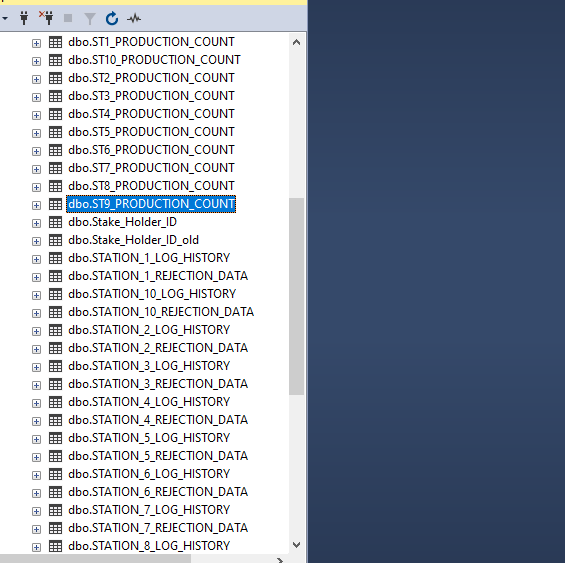 dbo.ST1_PRODUCTION_COUNT
dbo.ST10_PRODUCTION_COUNT
dbo.ST2_PRODUCTION_COUNT
dbo.ST3_PRODUCTION_COUNT
dbo.ST4_PRODUCTION_COUNT
dbo.ST5_PRODUCTION_COUNT
dbo.ST6_PRODUCTION_COUNT
dbo.ST7_PRODUCTION_COUNT
dbo.ST8_PRODUCTION_COUNT
dbo.ST9_PRODUCTION_COUNT
dbo.Stake_Holder_ID
dbo.Stake_Holder_ID_old
dbo.STATION_1_LOG_HISTORY
dbo.STATION_1_REJECTION_DATA
dbo.STATION_10_LOG_HISTORY
dbo.STATION_10_REJECTION_DATA
dbo.STATION_2_LOG_HISTORY
dbo.STATION_2_REJECTION_DATA
dbo.STATION_3_LOG_HISTORY
dbo.STATION_3_REJECTION_DATA
dbo.STATION_4_LOG_HISTORY
dbo.STATION_4_REJECTION_DATA
dbo.STATION_5_LOG_HISTORY
dbo.STATION_5_REJECTION_DATA
dbo.STATION_6_LOG_HISTORY
dbo.STATION_6_REJECTION_DATA
dbo.STATION_7_LOG_HISTORY
dbo.STATION_7_REJECTION_DATA
dbo.STATION_8_LOG_HISTORY